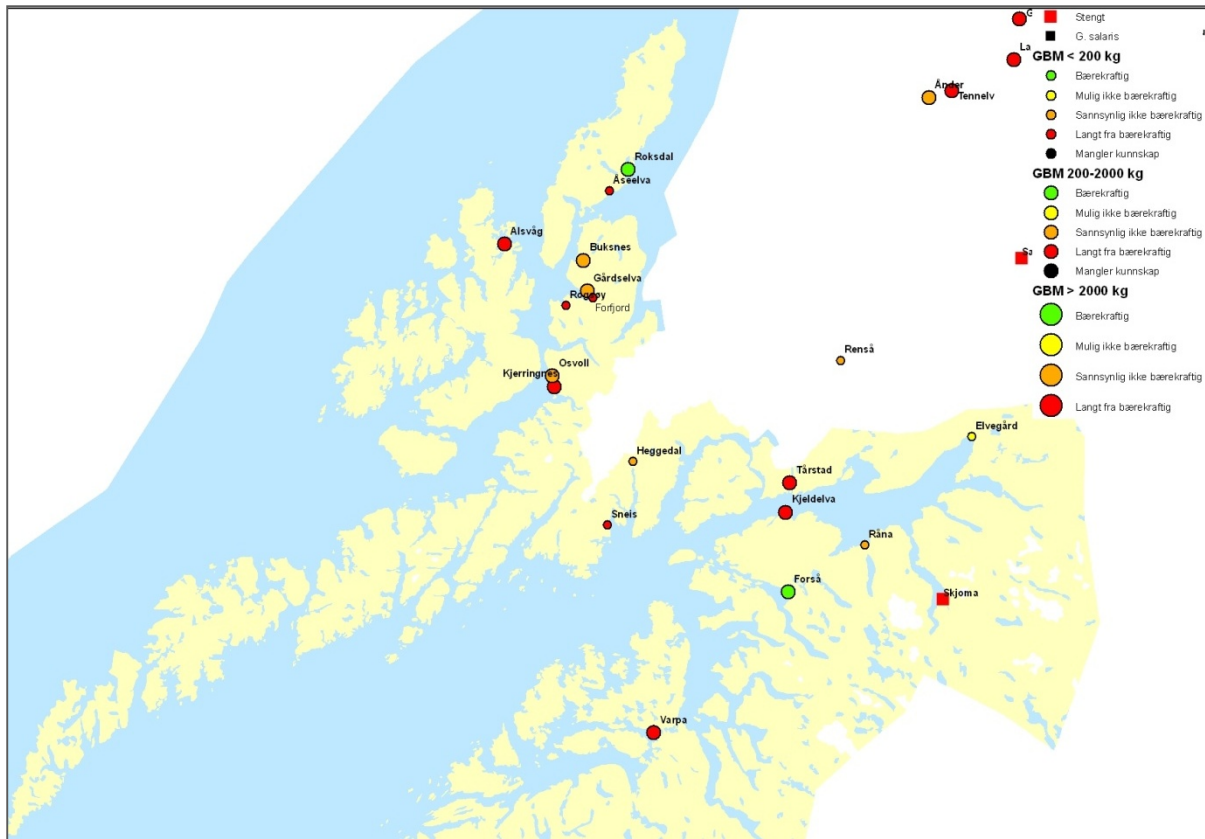 G
Stengt
G. salaris
La
GBM < 200 kg
Bærekraftig
Ånder
Tennelv
Mulig ikke bærekraftig
Sannsynlig ikke bærekraftig
Langt fra bærekraftig
Mangler kunnskap
Roksdal
Åseelva
GBM 200-2000 kg
Bærekraftig
Mulig ikke bærekraftig
Sannsynlig ikke bærekraftig
Langt fra bærekraftig
Mangler kunnskap
Sa
Alsvåg
Buksnes
Gårdselva
Forfjord
GBM > 2000 kg
Bærekraftig
Mulig ikke bærekraftig
Sannsynlig ikke bærekraftig
Langt fra bærekraftig
Renså
Osvoll
Kjerringnes
Elvegård
Heggedal
Tårstad
Kjeldelva
Sneis
Råna
Forså
Skjoma
Varpa